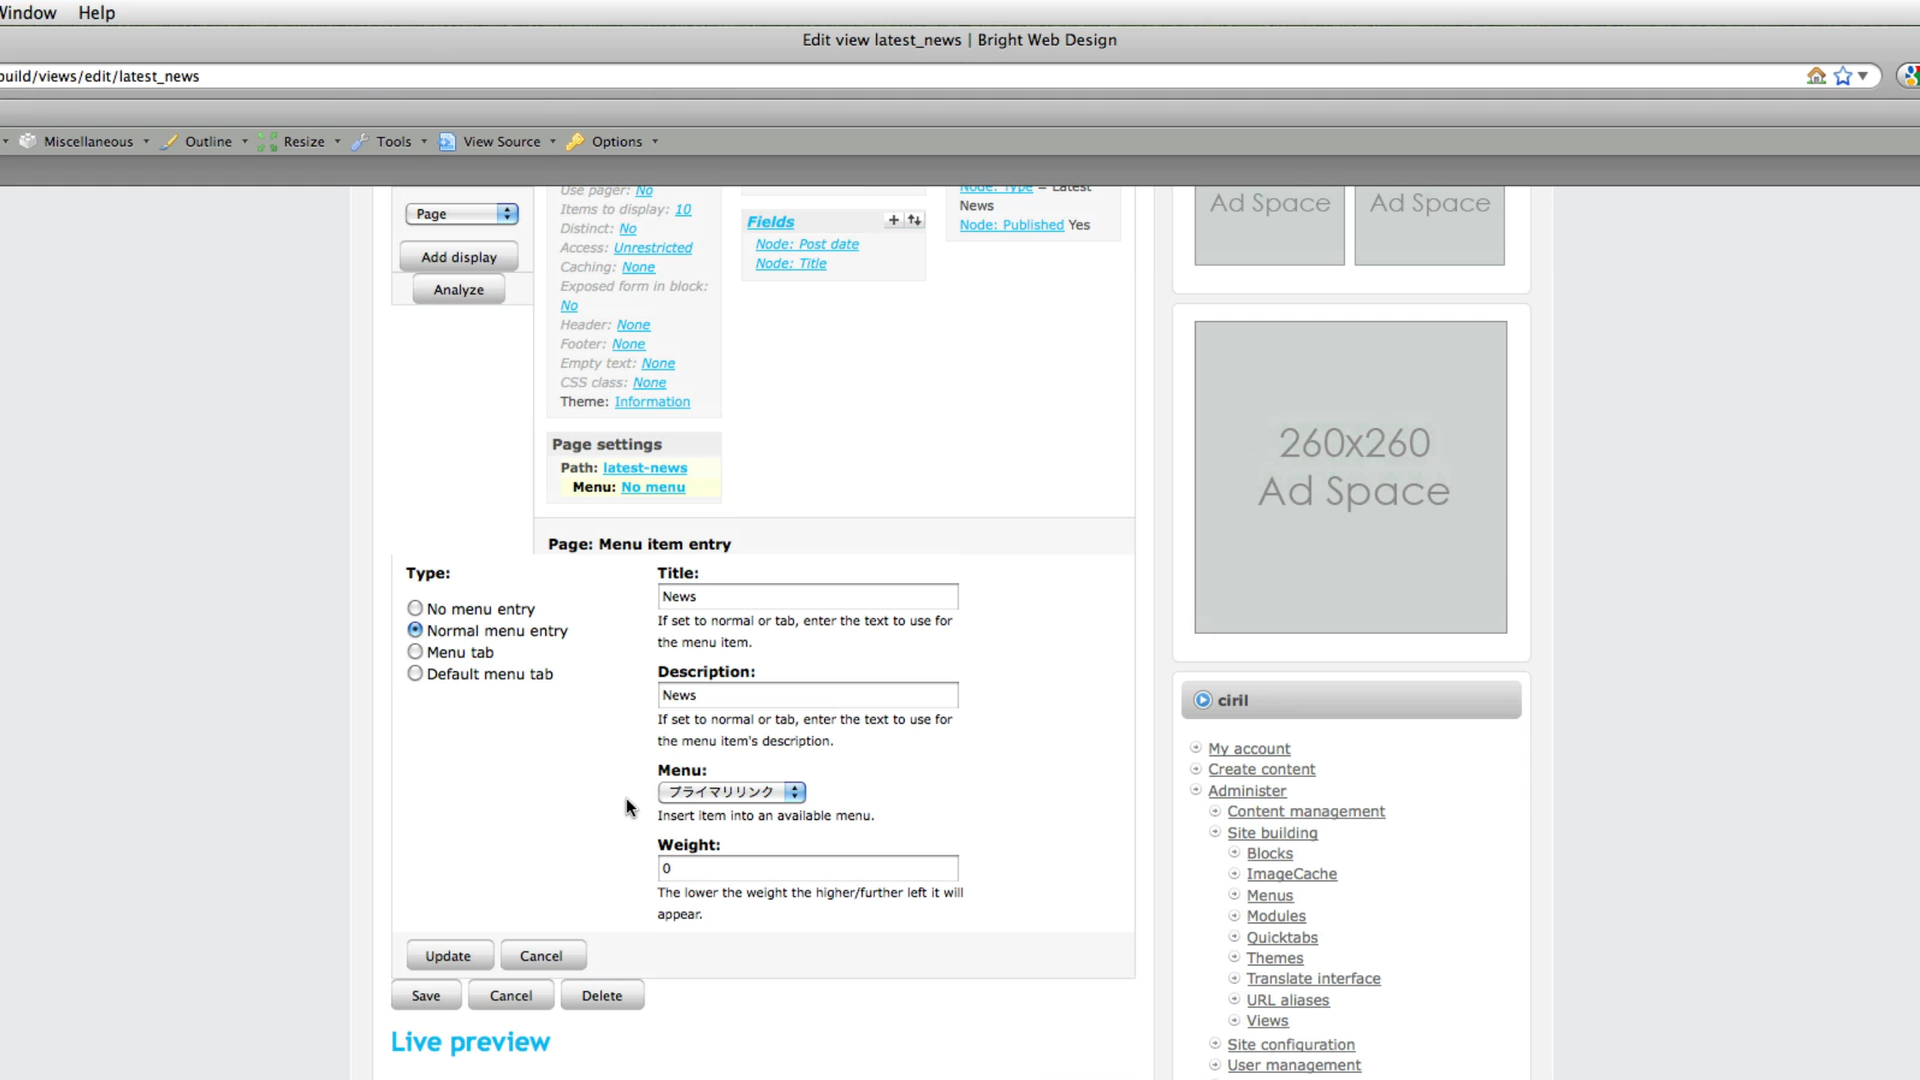 Window Help
Edit view latest_news | Bright Web Design
build/views/edit/latest_news
Miscellaneous Outline Resize Tools View Source Options
Page
Add display
Analyze
Use pager: No
Items to display: 10
Distinct: No
Access: Unrestricted
Caching: None
Exposed form in block:
No
Header: None
Footer: None
Empty text: None
CSS class: None
Theme: Information
Page settings
Path: latest-news
Menu: No menu
Fields
Node: Post date
Node: Title
Node: Type = Latest
News
Node: Published Yes
Page: Menu item entry
Type:
No menu entry
Normal menu entry
Menu tab
Default menu tab
Title:
News
If set to normal or tab, enter the text to use for
the menu item.
Description:
News
If set to normal or tab, enter the text to use for
the menu item's description.
Menu:
プライマリリンク
Insert item into an available menu.
Weight:
0
The lower the weight the higher/further left it will
appear.
Update Cancel
Save Cancel Delete
Live preview
Ad Space Ad Space
260x260
Ad Space
ciril
My account
Create content
Administer
Content management
Site building
Blocks
ImageCache
Menus
Modules
Quicktabs
Themes
Translate interface
URL aliases
Views
Site configuration
User management